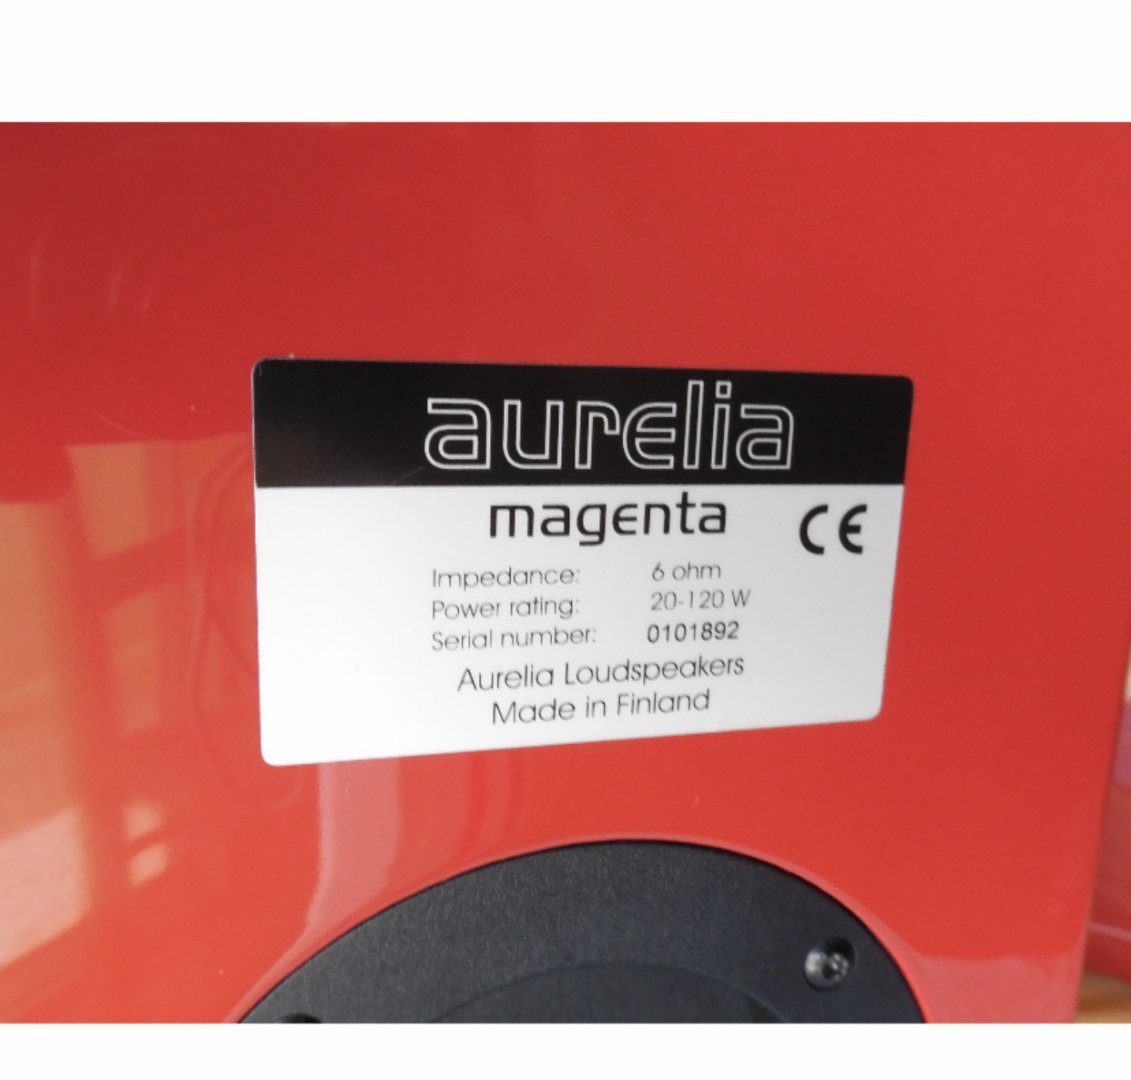 aurelia
magenta CE
Impedance: 6 ohm
Power rating: 20-120 W
Serial number: 0101892
Aurelia Loudspeakers
Made in Finland